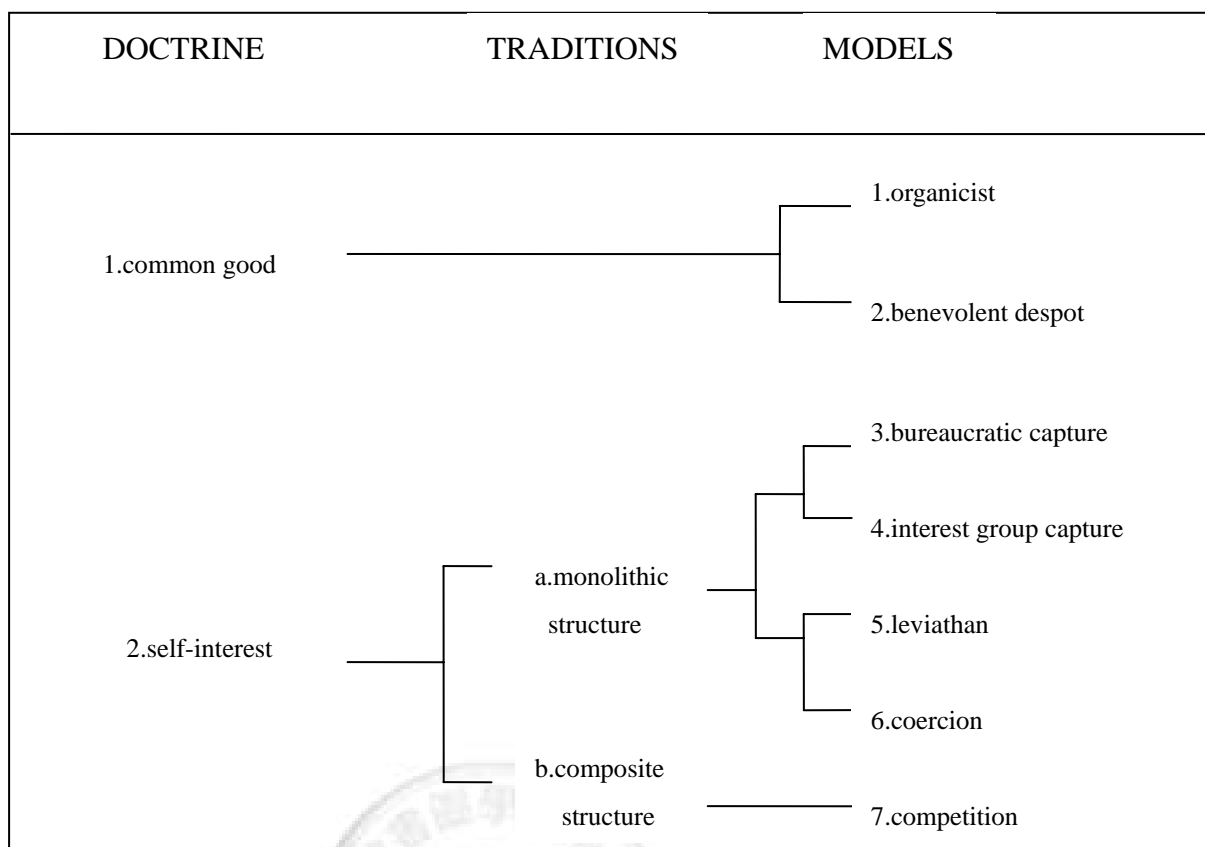 DOCTRINE TRADITIONS MODELS
1.organicist
1.common good
2.benevolent despot
3.bureaucratic capture
4.interest group capture
a.monolithic
structure
5.leviathan
2.self-interest
6.coercion
b.composite
structure
7.competition